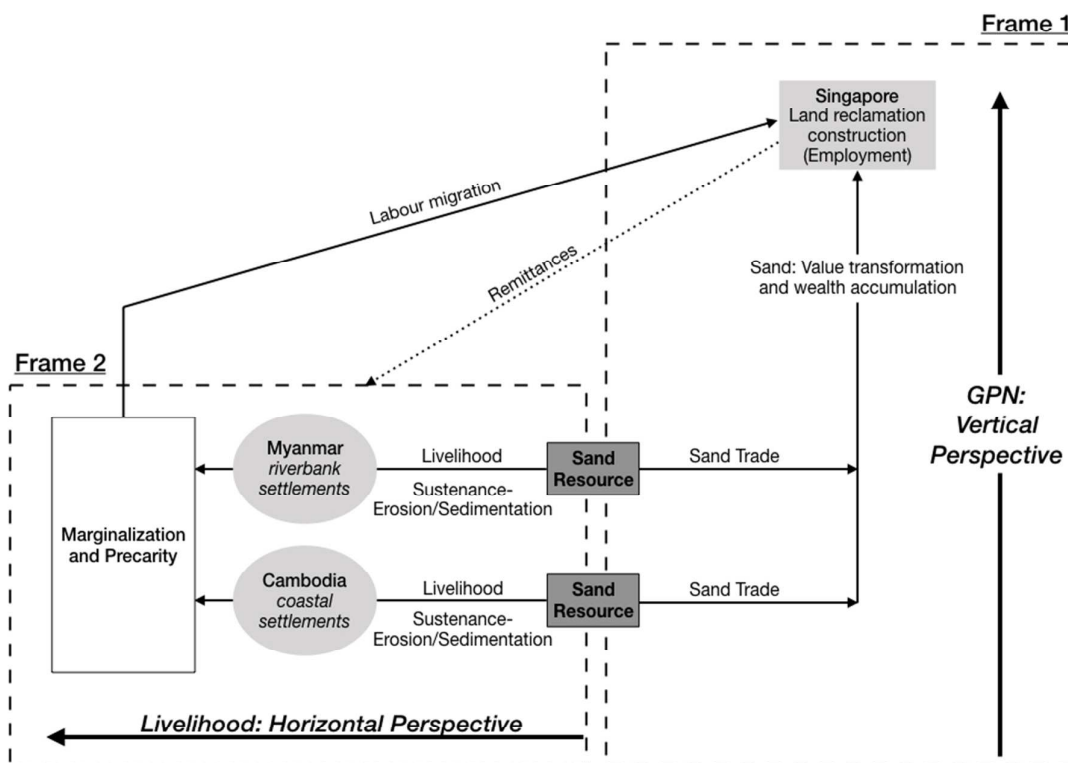 Frame 1
Singapore
Land reclamation
construction
(Employment)
Labour migration
Remittances
Sand: Value transformation
and wealth accumulation
GPN:
Vertical
Perspective
Frame 2
Marginalization
and Precarity
Myanmar
riverbank
settlements
Livelihood
Sustenance-
Erosion/Sedimentation
Sand
Resource
Sand Trade
Cambodia
coastal
settlements
Livelihood
Sustenance-
Erosion/Sedimentation
Sand
Resource
Sand Trade
Livelihood: Horizontal Perspective